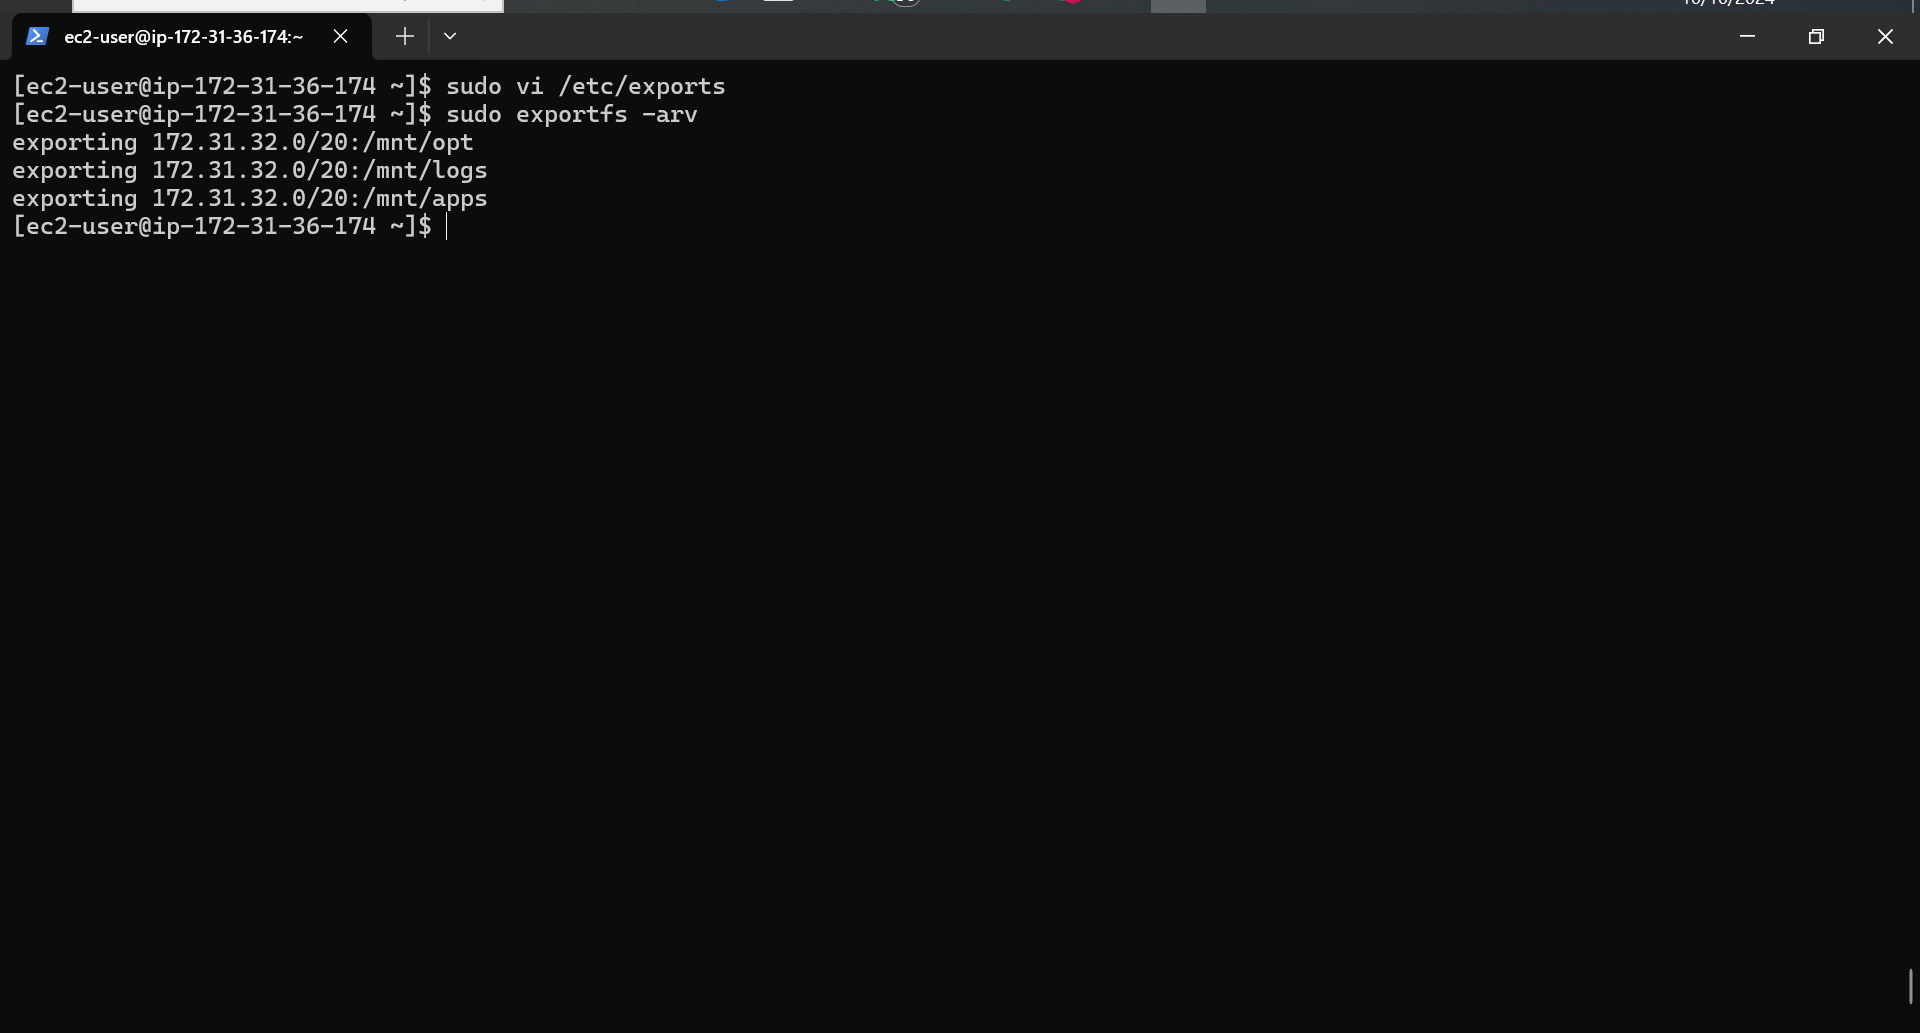 ec2-user@ip-172-31-36-174:~
[ec2-user@ip-172-31-36-174 ~]$ sudo vi /etc/exports
[ec2-user@ip-172-31-36-174 ~]$ sudo exportfs -arv
exporting 172.31.32.0/20:/mnt/opt
exporting 172.31.32.0/20:/mnt/logs
exporting 172.31.32.0/20:/mnt/apps
[ec2-user@ip-172-31-36-174 ~]$